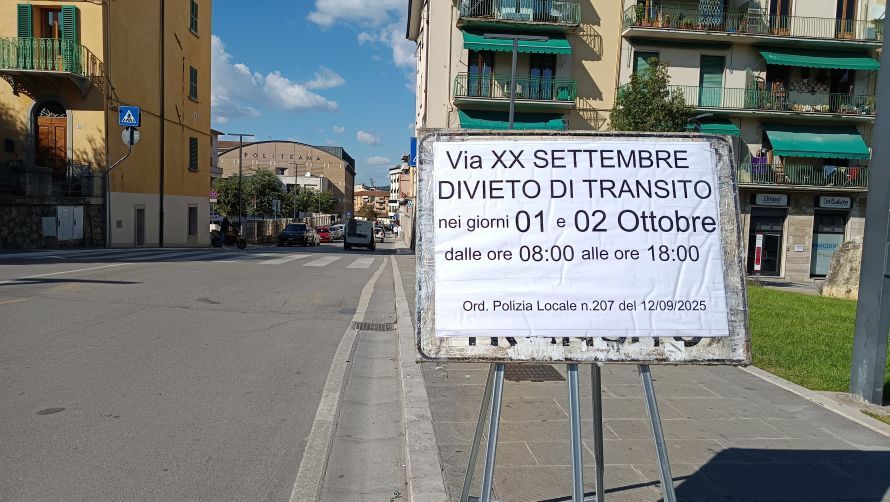 POLITEAMA
Via XX SETTEMBRE
DIVIETO DI TRANSITO
nei giorni 01 e 02 Ottobre
dalle ore 08:00 alle ore 18:00
Ord. Polizia Locale n.207 del 12/09/2025
Unipol
UniSalute